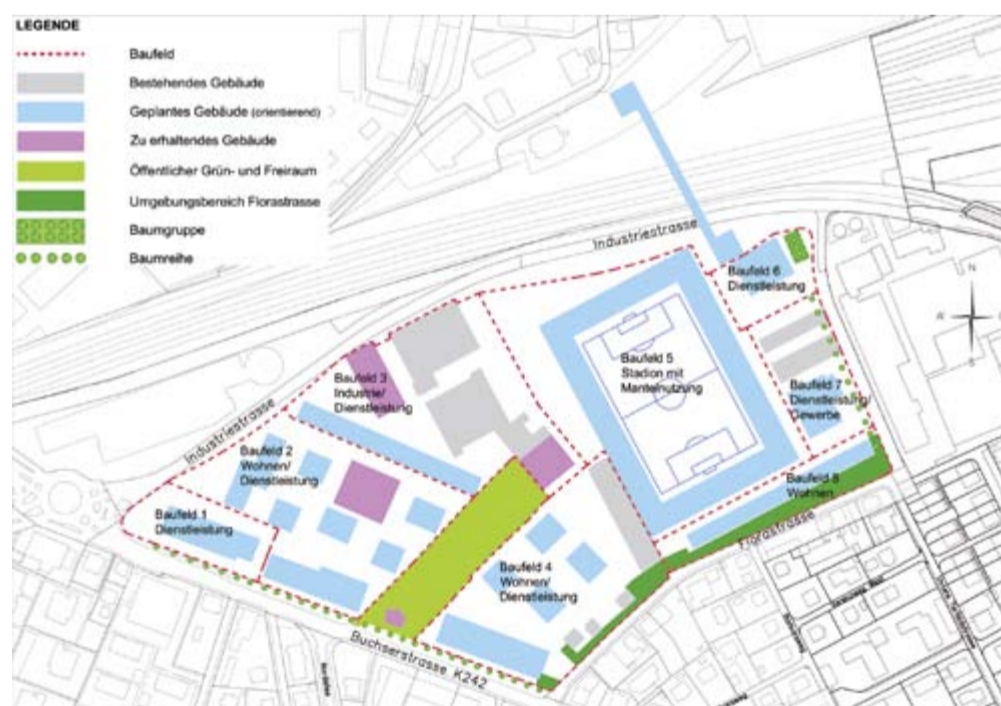 LEGENDE
Baufeld
Bestehendes Gebäude
Geplantes Gebäude (orientierend)
Zu erhaltendes Gebäude
Öffentlicher Grün- und Freiraum
Umgebungsbereich Florastrasse
Baumgruppe
Baumreihe
Industriestrasse
Baufeld 6
Dienstleistung
N
Baufeld 5
Stadion mit
Mantelnutzung
Baufeld 3
Industrie/
Dienstleistung
Baufeld 7
Dienstleistung/
Gewerbe
Industriestrasse
Baufeld 2
Wohnen/
Dienstleistung
Baufeld 8
Wohnen
Baufeld 1
Dienstleistung
Florastrasse
Baufeld 4
Wohnen/
Dienstleistung
Buchserstrasse K242